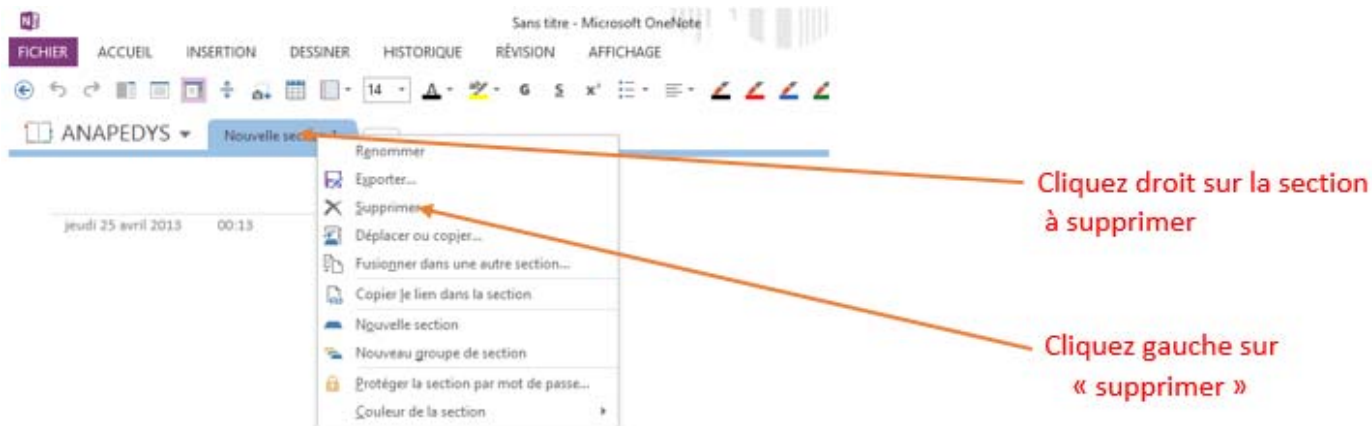 Sans titre - Microsoft OneNote
FICHIER ACCUEIL INSERTION DESSINER HISTORIQUE RÉVISION AFFICHAGE
14 A G S x²
ANAPEDYS Nouvelle section 1
Renommer
Exporter...
Supprimer
Déplacer ou copier...
Fusionner dans une autre section...
Copier le lien dans la section
Nouvelle section
Nouveau groupe de section
Protéger la section par mot de passe...
Couleur de la section
jeudi 25 avril 2013 00:13
Cliquez droit sur la section
à supprimer
Cliquez gauche sur
« supprimer »